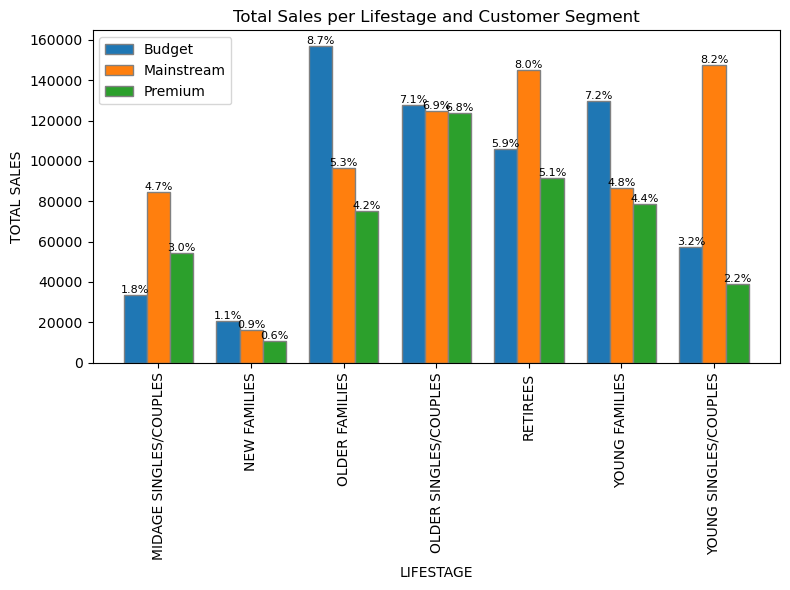 Total Sales per Lifestage and Customer Segment
TOTAL SALES
160000
140000
120000
100000
80000
60000
40000
20000
0
Budget
Mainstream
Premium
1.8%
4.7%
3.0%
1.1%
0.9%
0.6%
8.7%
5.3%
4.2%
7.1%
6.9%
6.8%
5.9%
8.0%
5.1%
7.2%
4.8%
4.4%
3.2%
8.2%
2.2%
MIDAGE SINGLES/COUPLES
NEW FAMILIES
OLDER FAMILIES
OLDER SINGLES/COUPLES
RETIREES
YOUNG FAMILIES
YOUNG SINGLES/COUPLES
LIFESTAGE